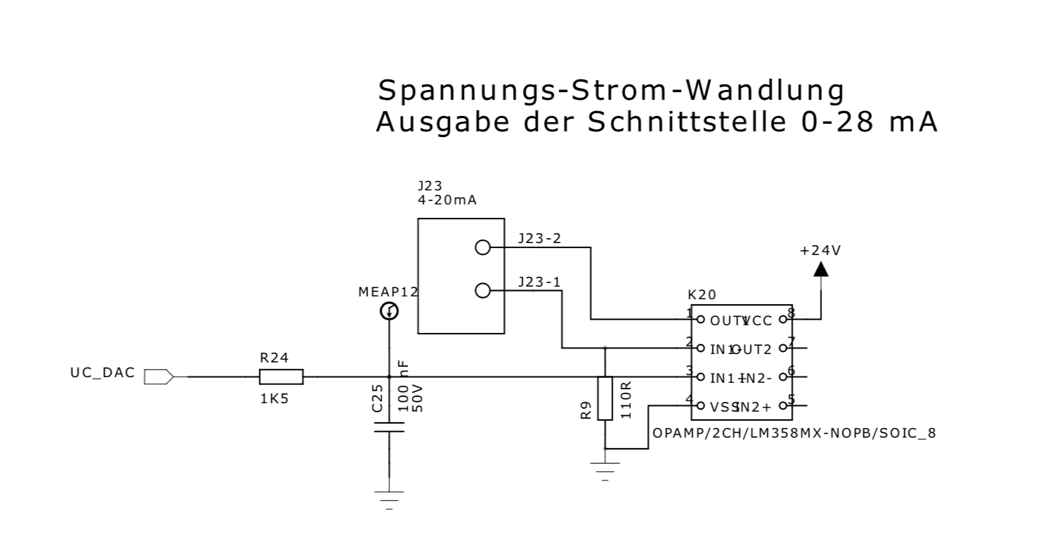 Spannungs-Strom-Wandlung
Ausgabe der Schnittstelle 0-28 mA
J23
4-20mA
J23-2
J23-1
MEAP12
+24V
K20
1 OUT1 VCC 8
2 IN1- OUT2 7
3 IN1+ IN2- 6
4 VSS IN2+ 5
OPAMP/2CH/LM358MX-NOPB/SOIC_8
UC_DAC
R24
1K5
C25
100 nF
50V
R9
110R